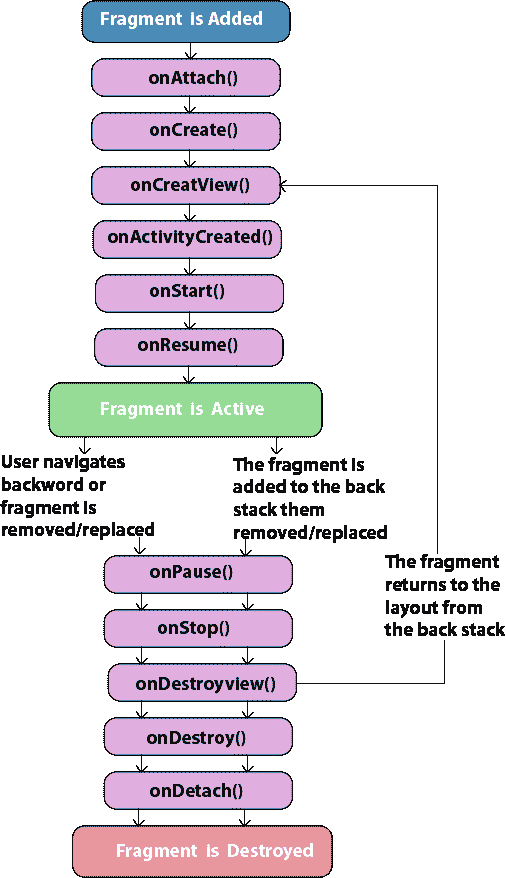 Fragment is Added
onAttach()
onCreate()
onCreatView()
onActivityCreated()
onStart()
onResume()
Fragment is Active
User navigates
backword or
fragment is
removed/replaced
The fragment is
added to the back
stack them
removed/replaced
The fragment
returns to the
layout from
the back stack
onPause()
onStop()
onDestroyview()
onDestroy()
onDetach()
Fragment is Destroyed